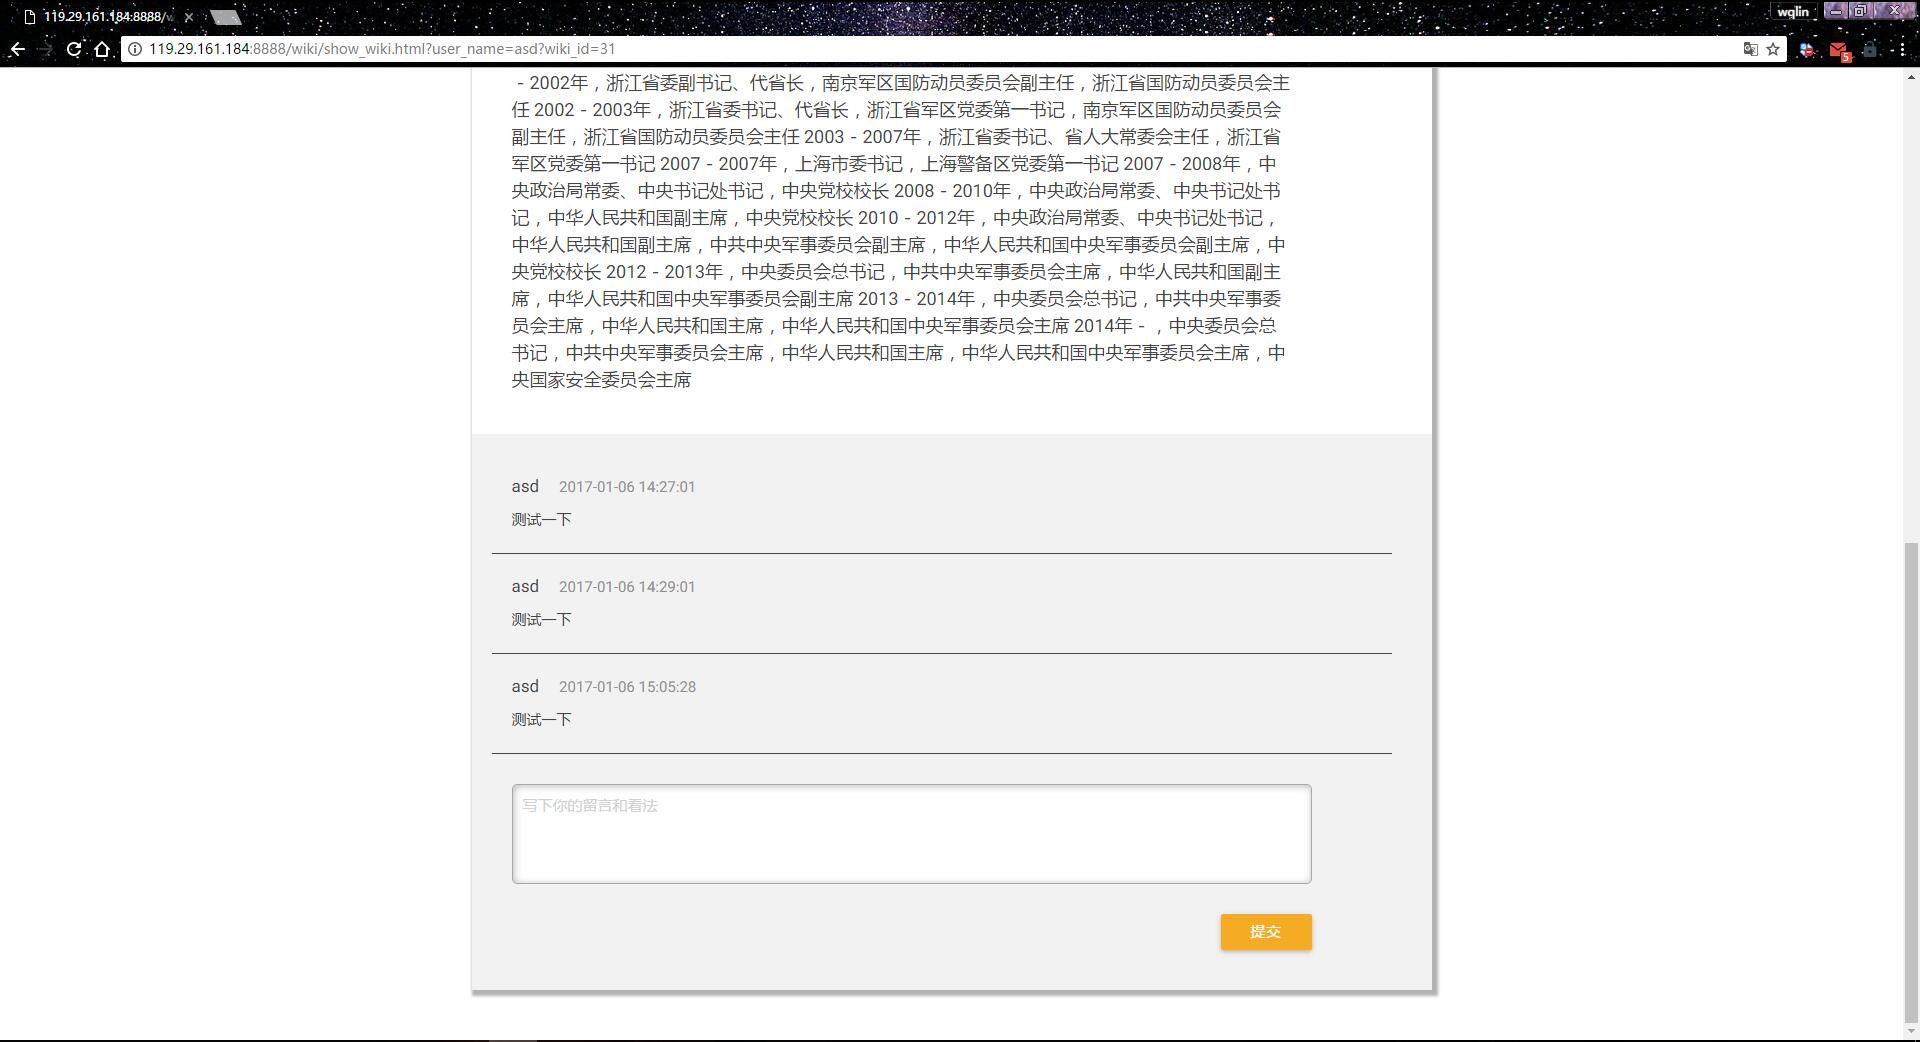 119.29.161.184:8888/w
wqlin
119.29.161.184:8888/wiki/show_wiki.html?user_name=asd?wiki_id=31
5
- 2002年，浙江省委副书记、代省长，南京军区国防动员委员会副主任，浙江省国防动员委员会主
任 2002 - 2003年，浙江省委书记、代省长，浙江省军区党委第一书记，南京军区国防动员委员会
副主任，浙江省国防动员委员会主任 2003 - 2007年，浙江省委书记、省人大常委会主任，浙江省
军区党委第一书记 2007 - 2007年，上海市委书记，上海警备区党委第一书记 2007 - 2008年，中
央政治局常委、中央书记处书记，中央党校校长 2008 - 2010年，中央政治局常委、中央书记处书
记，中华人民共和国副主席，中央党校校长 2010 - 2012年，中央政治局常委、中央书记处书记，
中华人民共和国副主席，中共中央军事委员会副主席，中华人民共和国中央军事委员会副主席，中
央党校校长 2012 - 2013年，中央委员会总书记，中共中央军事委员会主席，中华人民共和国副主
席，中华人民共和国中央军事委员会副主席 2013 - 2014年，中央委员会总书记，中共中央军事委
员会主席，中华人民共和国主席，中华人民共和国中央军事委员会主席 2014年 - ，中央委员会总
书记，中共中央军事委员会主席，中华人民共和国主席，中华人民共和国中央军事委员会主席，中
央国家安全委员会主席
asd 2017-01-06 14:27:01
测试一下
asd 2017-01-06 14:29:01
测试一下
asd 2017-01-06 15:05:28
测试一下
写下你的留言和看法
提交